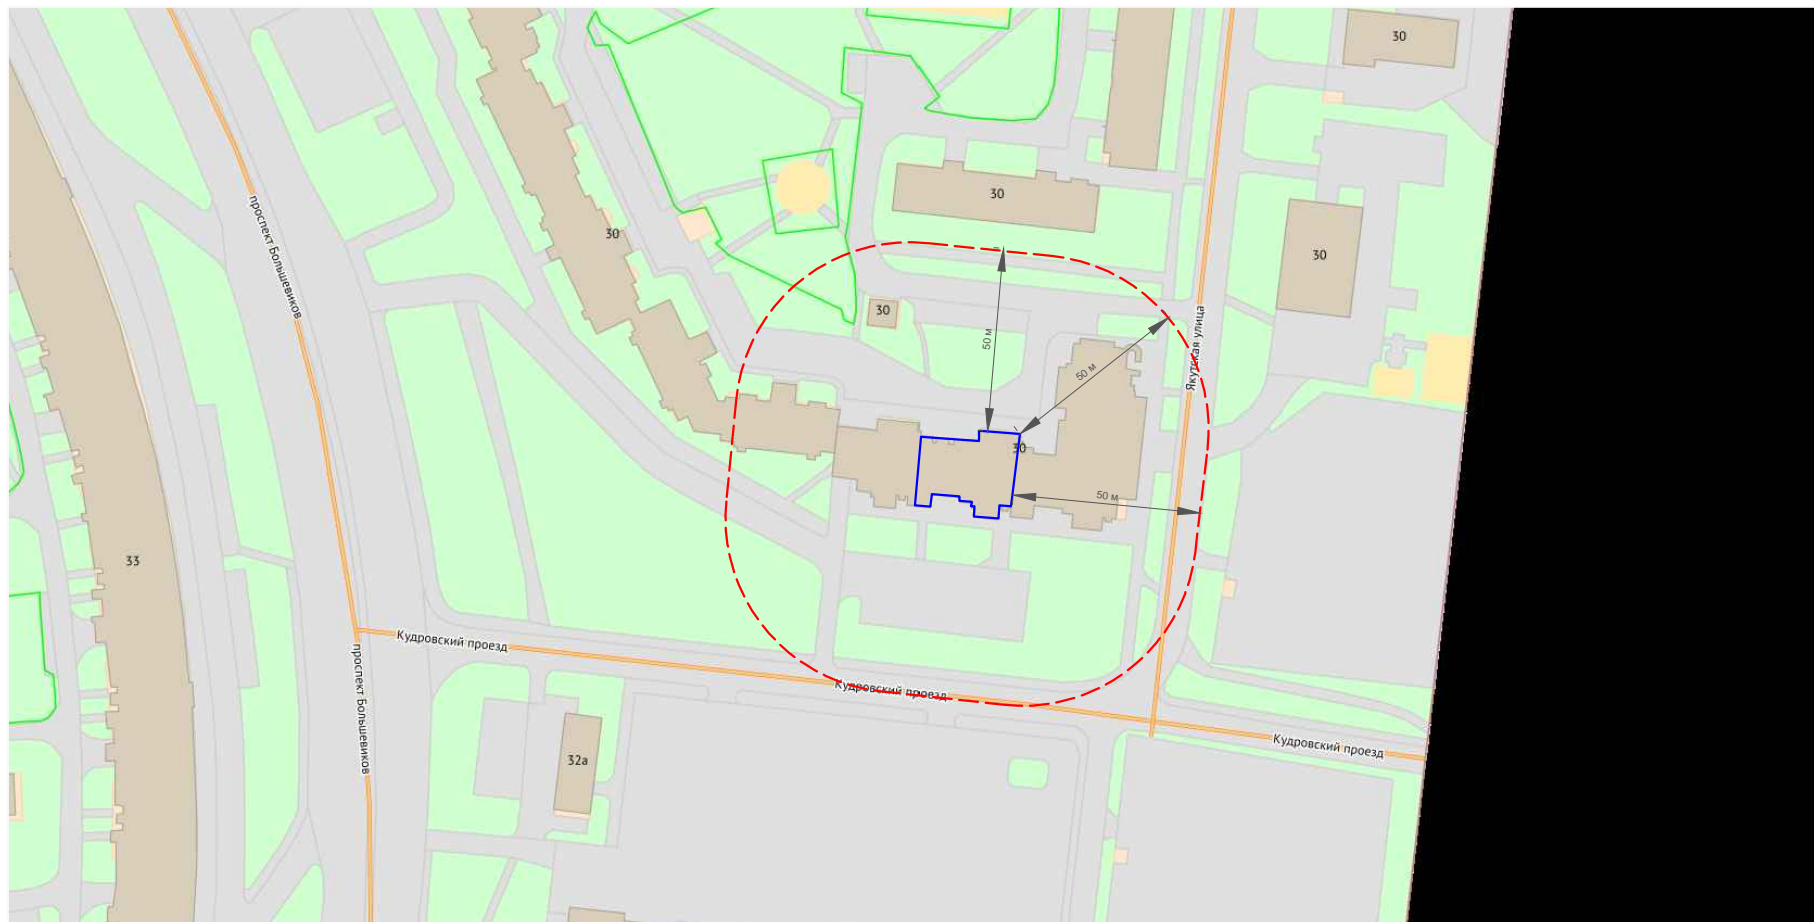 30
30
проспект Большевиков
30
30
30
50 м
Якутская улица
50 м
30
50 м
33
Кудровский проезд
проспект Большевиков
Кудровский проезд
Кудровский проезд
32а